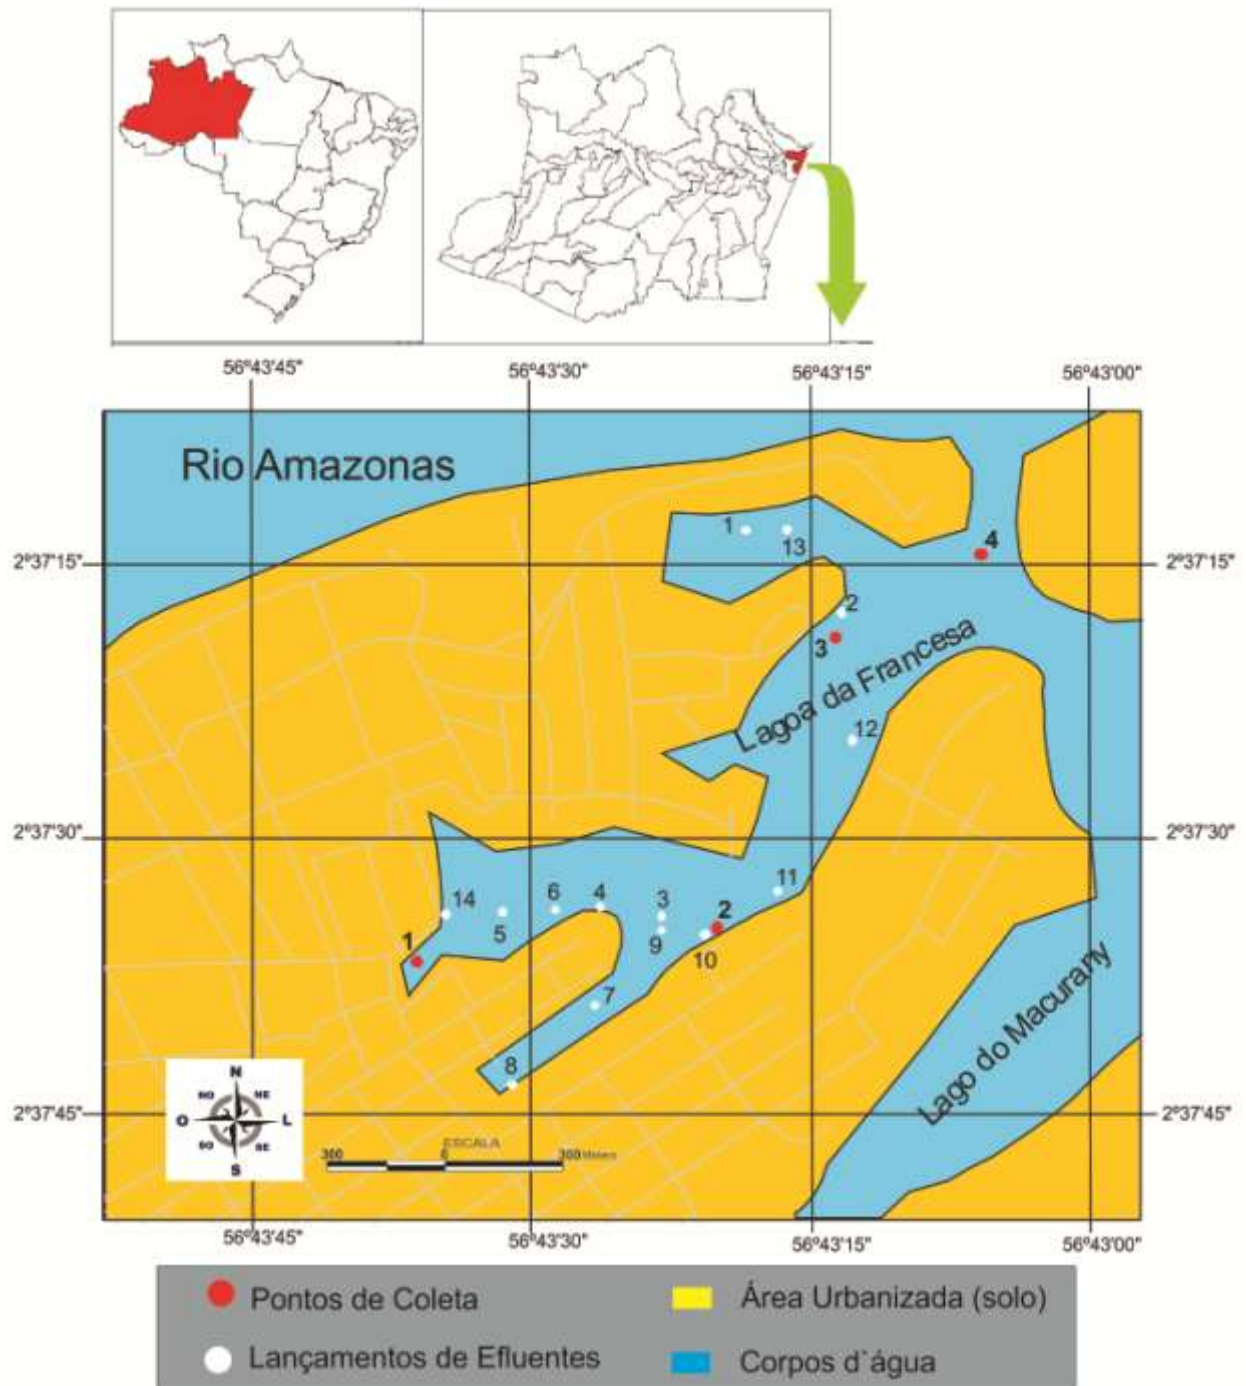 56º43'45" 56º43'30" 56º43'15" 56º43'00"
Rio Amazonas
1 13 4
2º37'15" 2º37'15"
2
3
Lagoa da Francesa
12
2º37'30" 2º37'30"
11
14 6 4 3 2
5
1 9 10
7
8
Lago do Macurany
N
NO NE
O L
SO SE
S
ESCALA
300 0 300 Meters
2º37'45" 2º37'45"
56º43'45" 56º43'30" 56º43'15" 56º43'00"
Pontos de Coleta
Área Urbanizada (solo)
Lançamentos de Efluentes
Corpos d`água